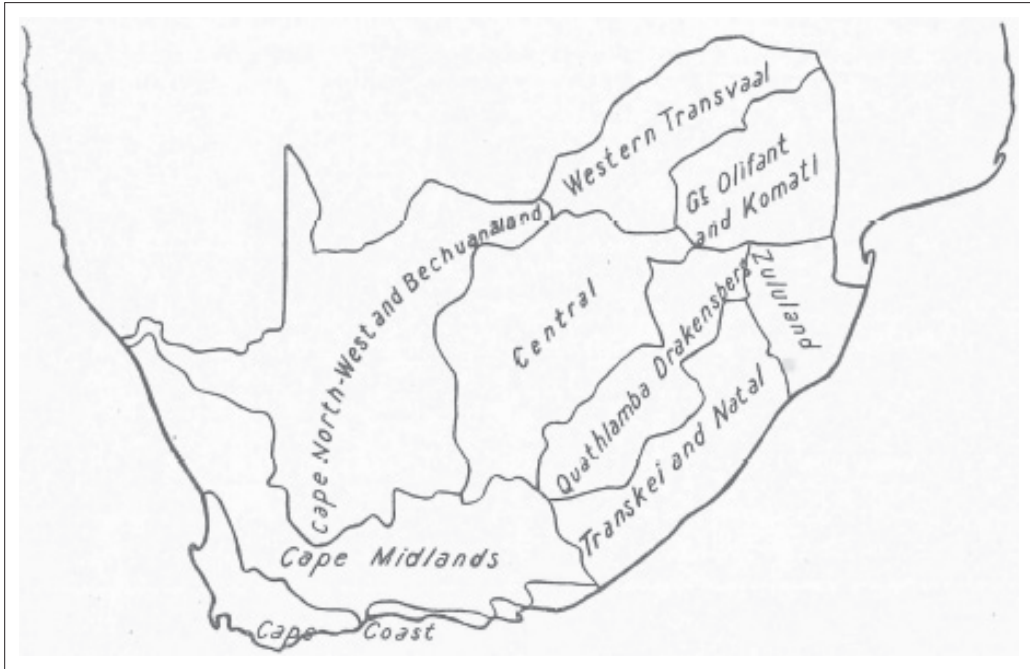 Western Transvaal
Gt Olifant
and Komati
Cape North-West and Bechuanaland
Central
Quathlamba Drakensberg
Zululand
Transkei and Natal
Cape Midlands
Cape Coast